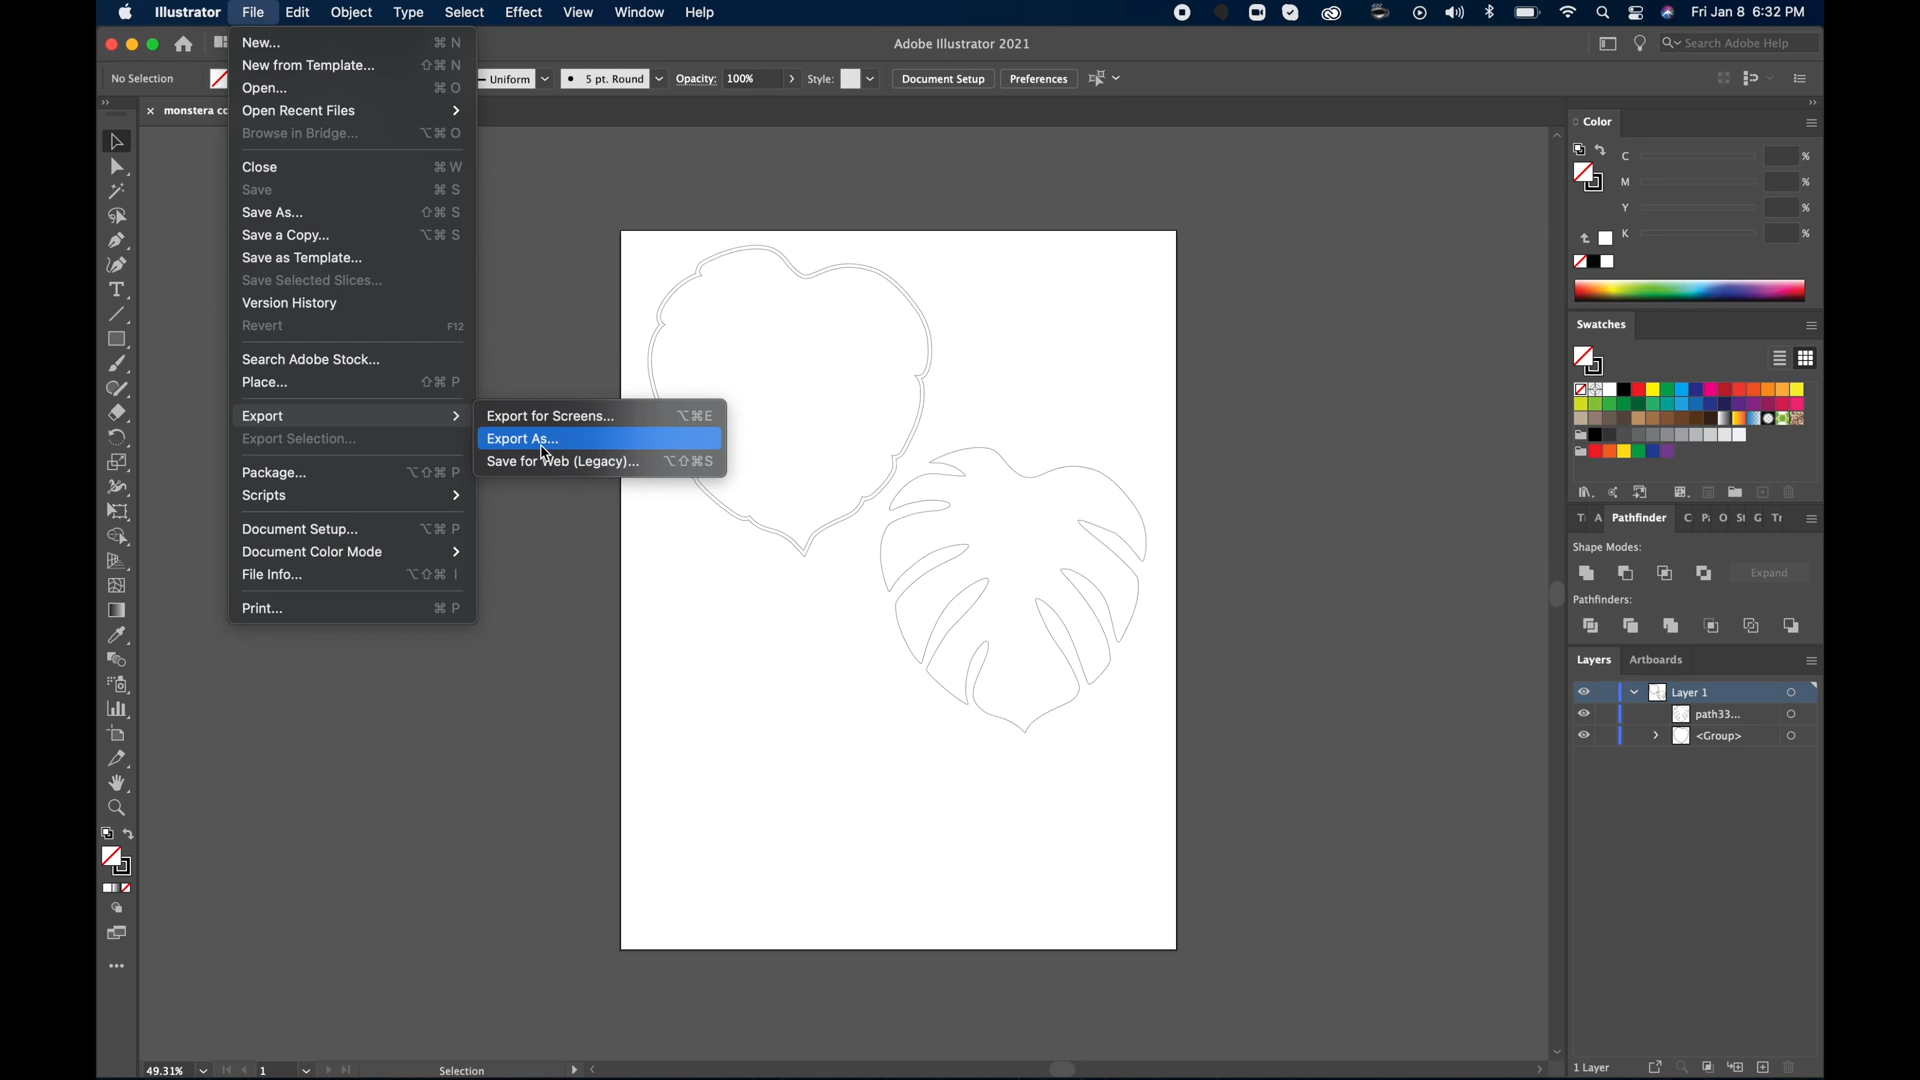 Illustrator File Edit Object Type Select Effect View Window Help Fri Jan 8 6:32 PM
Adobe Illustrator 2021 Search Adobe Help
No Selection Uniform 5 pt. Round Opacity: 100% Style: Document Setup Preferences
× monstera co
New... ⌘ N
New from Template... ⇧⌘ N
Open... ⌘ O
Open Recent Files
Browse in Bridge... ⌥⌘ O
Close ⌘ W
Save ⌘ S
Save As... ⇧⌘ S
Save a Copy... ⌥⌘ S
Save as Template...
Save Selected Slices...
Version History
Revert F12
Search Adobe Stock...
Place... ⇧⌘ P
Export
Export Selection...
Package... ⌥⇧⌘ P
Scripts
Document Setup... ⌥⌘ P
Document Color Mode
File Info... ⌥⇧⌘ I
Print... ⌘ P
Export for Screens... ⌥⌘E
Export As...
Save for Web (Legacy)... ⌥⇧⌘S
Color
C %
M %
Y %
K %
Swatches
T A Pathfinder C P O St G Tr
Shape Modes:
Expand
Pathfinders:
Layers Artboards
Layer 1
path33...
<Group>
49.31% 1 Selection 1 Layer